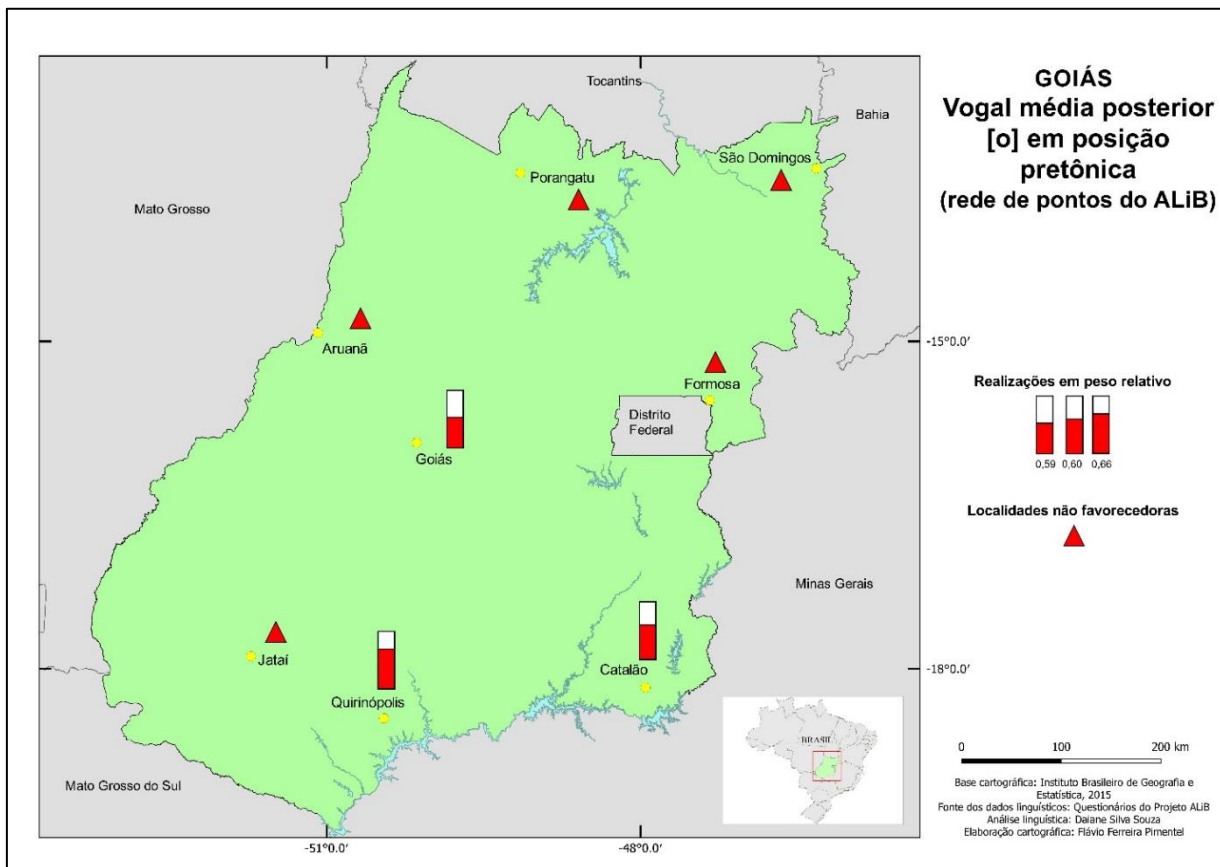 GOIÁS
Vogal média posterior
[o] em posição
pretônica
(rede de pontos do ALiB)
Tocantins
Bahia
São Domingos
Porangatu
Mato Grosso
Aruanã
-15°0.0'
Formosa
Distrito
Federal
Goiás
Realizações em peso relativo
0,59 0,60 0,66
Localidades não favorecedoras
Minas Gerais
Jataí
Catalão
-18°0.0'
Quirinópolis
BRASIL
Mato Grosso do Sul
0 100 200 km
Base cartográfica: Instituto Brasileiro de Geografia e
Estatística, 2015
Fonte dos dados linguísticos: Questionários do Projeto ALiB
Análise linguística: Daiane Silva Souza
Elaboração cartográfica: Flávio Ferreira Pimentel
-51°0.0' -48°0.0'